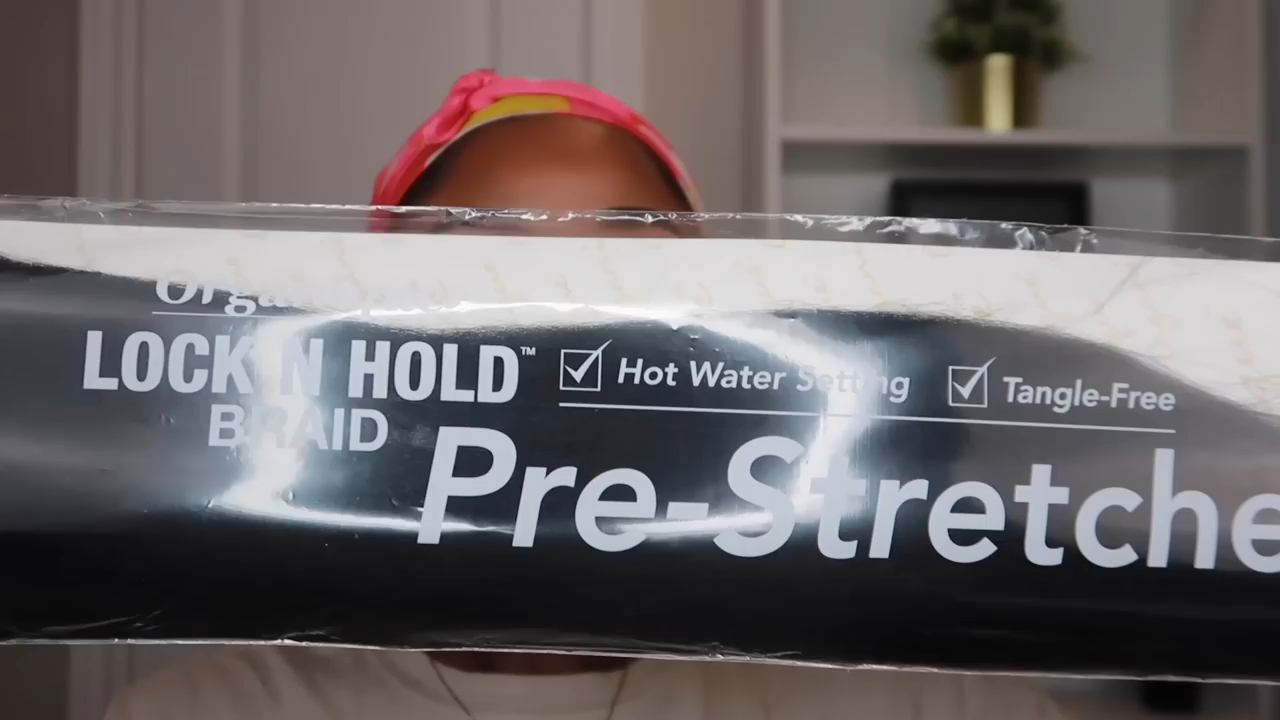 LOCK N HOLD™
BRAID
Hot Water Setting
Tangle-Free
Pre-Stretche